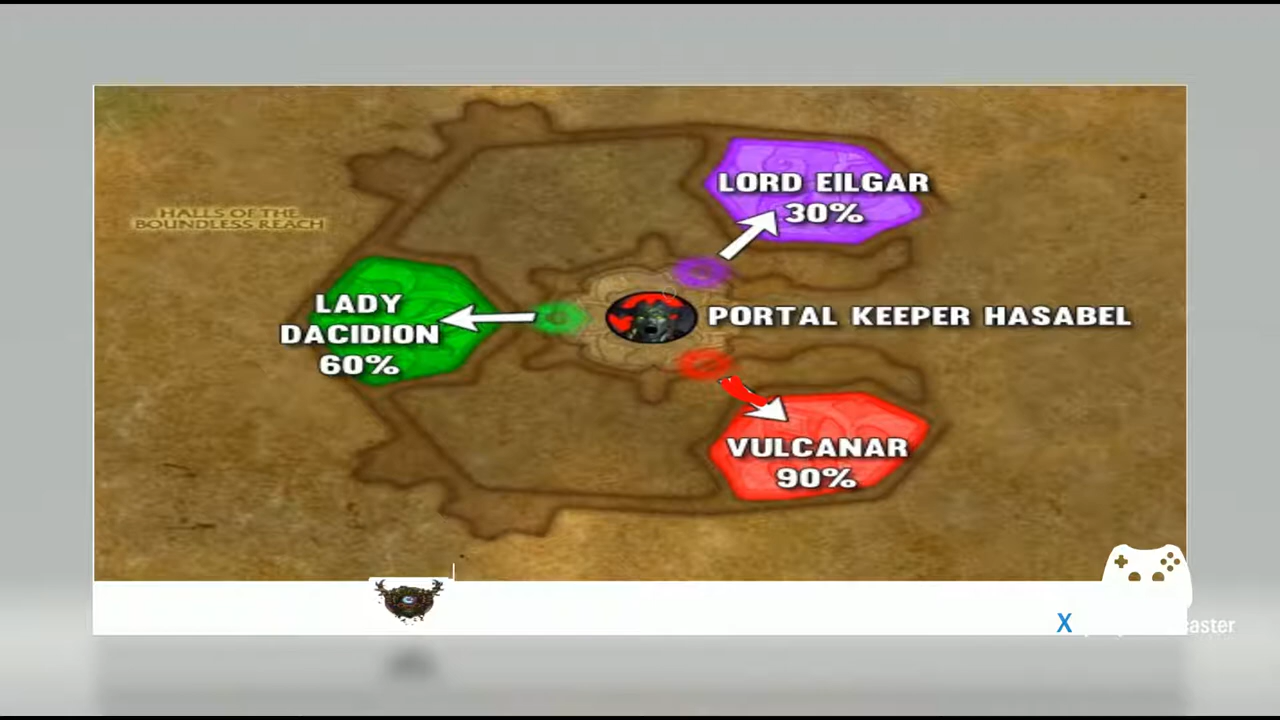 LORD EILGAR
30%
HALLS OF THE
BOUNDLESS REACH
LADY
DACIDION
60%
PORTAL KEEPER HASABEL
VULCANAR
90%
X